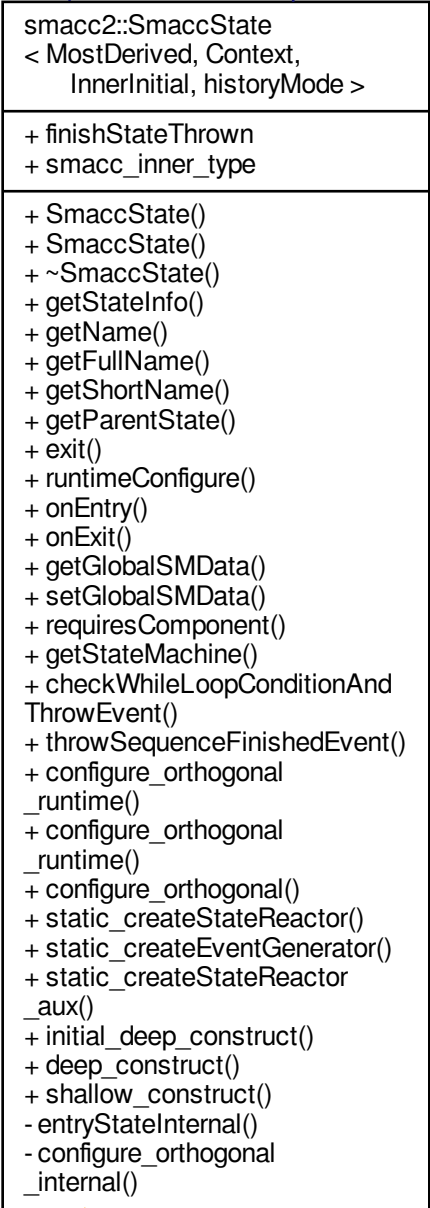 smacc2::SmaccState
< MostDerived, Context,
InnerInitial, historyMode >
+ finishStateThrown
+ smacc_inner_type
+ SmaccState()
+ SmaccState()
+ ~SmaccState()
+ getStateInfo()
+ getName()
+ getFullName()
+ getShortName()
+ getParentState()
+ exit()
+ runtimeConfigure()
+ onEntry()
+ onExit()
+ getGlobalSMData()
+ setGlobalSMData()
+ requiresComponent()
+ getStateMachine()
+ checkWhileLoopConditionAnd
ThrowEvent()
+ throwSequenceFinishedEvent()
+ configure_orthogonal
_runtime()
+ configure_orthogonal
_runtime()
+ configure_orthogonal()
+ static_createStateReactor()
+ static_createEventGenerator()
+ static_createStateReactor
_aux()
+ initial_deep_construct()
+ deep_construct()
+ shallow_construct()
- entryStateInternal()
- configure_orthogonal
_internal()